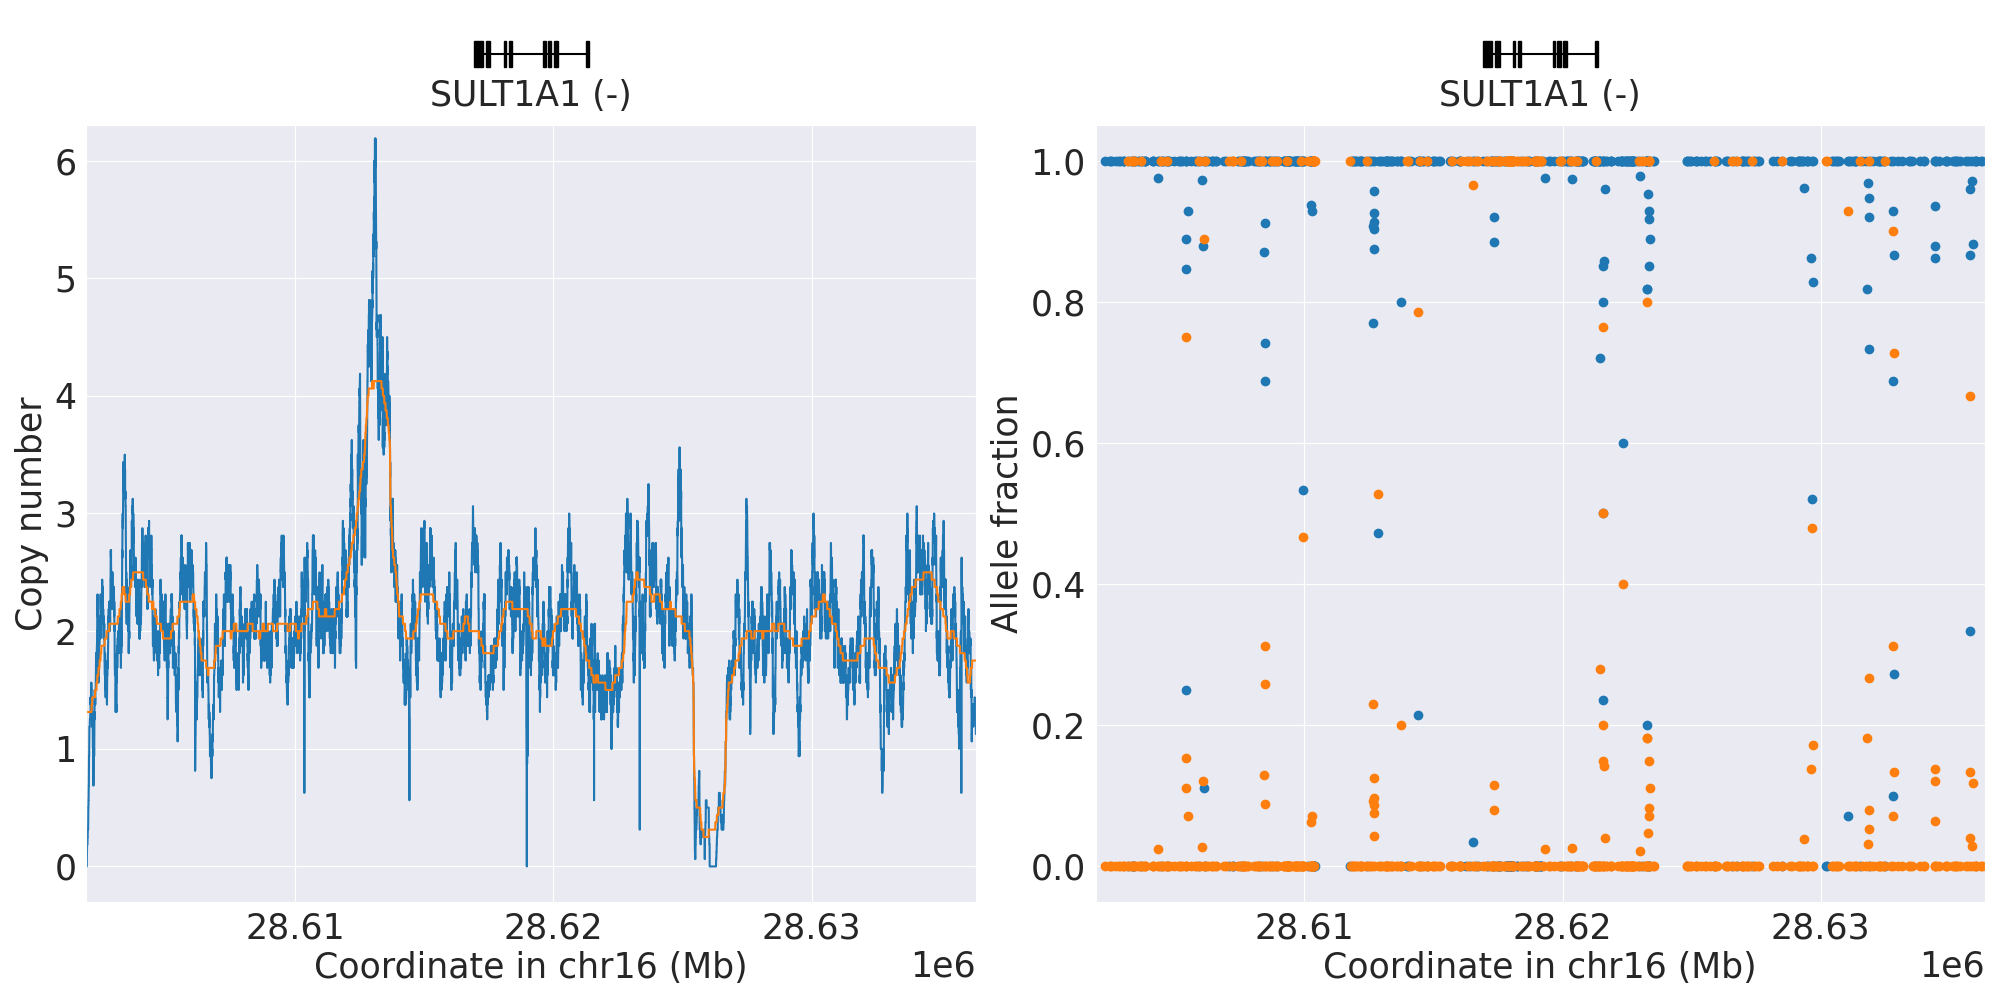 SULT1A1 (-)
Copy number
6
5
4
3
2
1
0
28.61
28.62
28.63
Coordinate in chr16 (Mb)
1e6
SULT1A1 (-)
Allele fraction
1.0
0.8
0.6
0.4
0.2
0.0
28.61
28.62
28.63
Coordinate in chr16 (Mb)
1e6